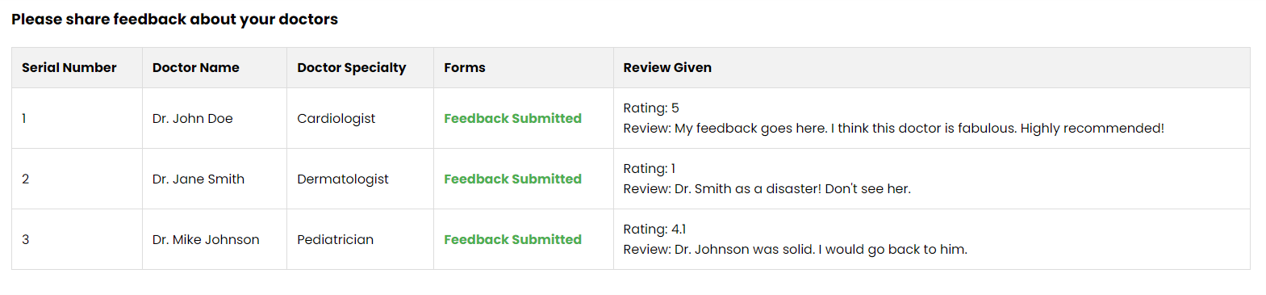 Please share feedback about your doctors
Serial Number Doctor Name Doctor Specialty Forms Review Given
1 Dr. John Doe Cardiologist Feedback Submitted Rating: 5
Review: My feedback goes here. I think this doctor is fabulous. Highly recommended!
2 Dr. Jane Smith Dermatologist Feedback Submitted Rating: 1
Review: Dr. Smith as a disaster! Don't see her.
3 Dr. Mike Johnson Pediatrician Feedback Submitted Rating: 4.1
Review: Dr. Johnson was solid. I would go back to him.